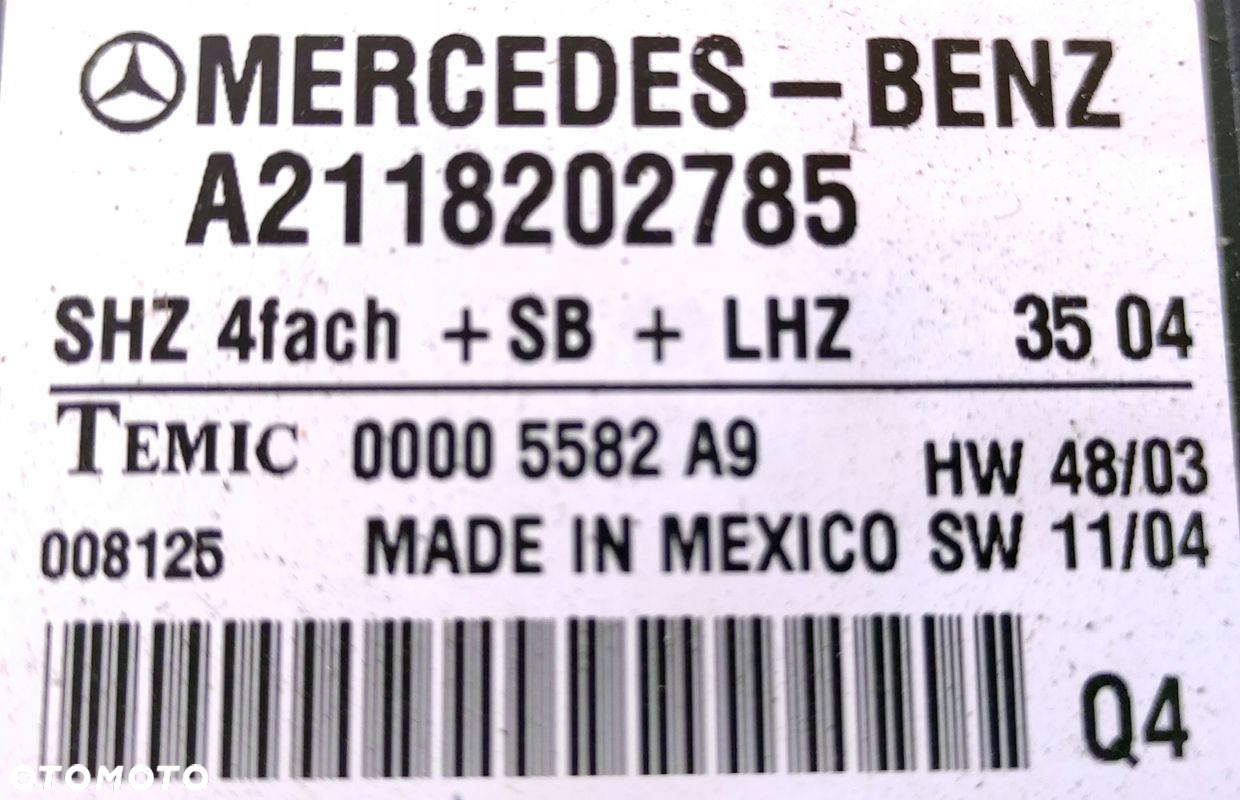 MERCEDES-BENZ
A2118202785
SHZ 4fach +SB + LHZ 35 04
TEMIC 0000 5582 A9 HW 48/03
008125 MADE IN MEXICO SW 11/04
Q4
OTOMOTO